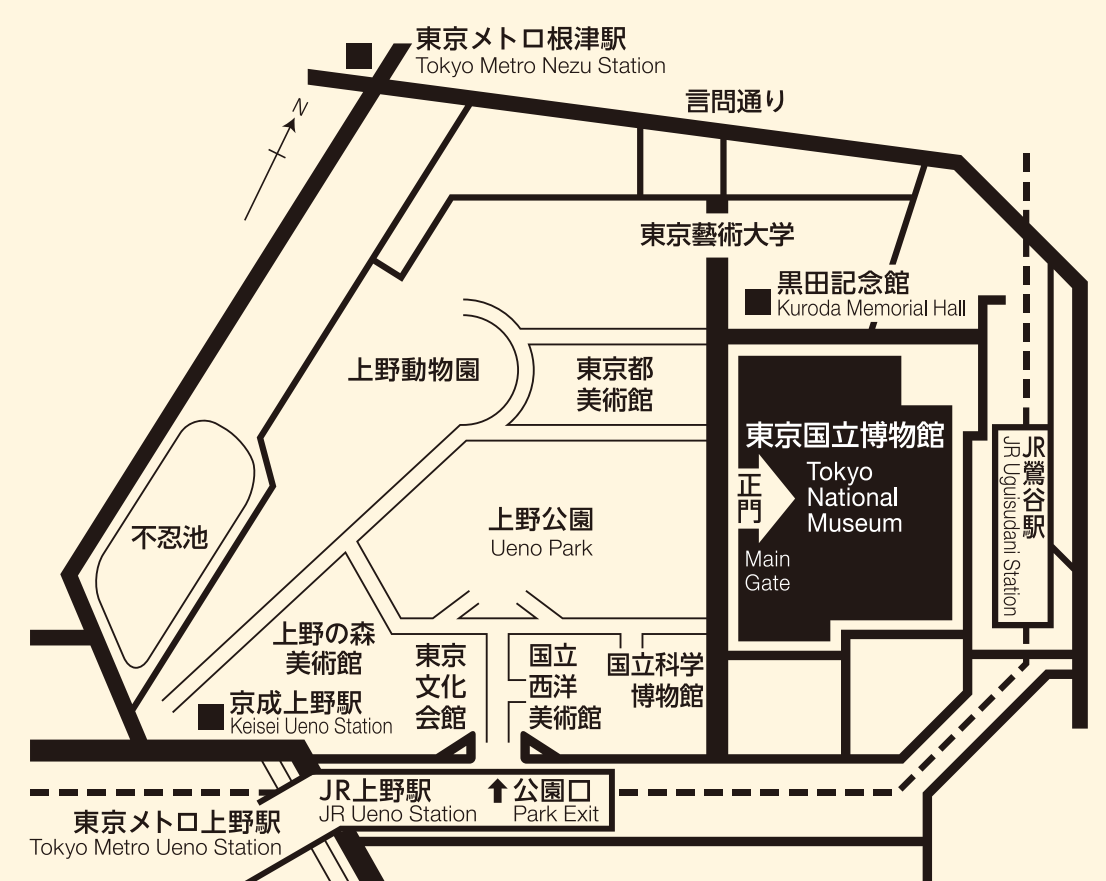 東京メトロ根津駅
Tokyo Metro Nezu Station
N
言問通り
東京藝術大学
黒田記念館
Kuroda Memorial Hall
上野動物園
東京都
美術館
東京国立博物館
Tokyo
National
Museum
正門
Main
Gate
JR鶯谷駅
JR Uguisudani Station
不忍池
上野公園
Ueno Park
上野の森
美術館
東京
文化
会館
国立
西洋
美術館
国立科学
博物館
京成上野駅
Keisei Ueno Station
JR上野駅
JR Ueno Station
公園口
Park Exit
東京メトロ上野駅
Tokyo Metro Ueno Station